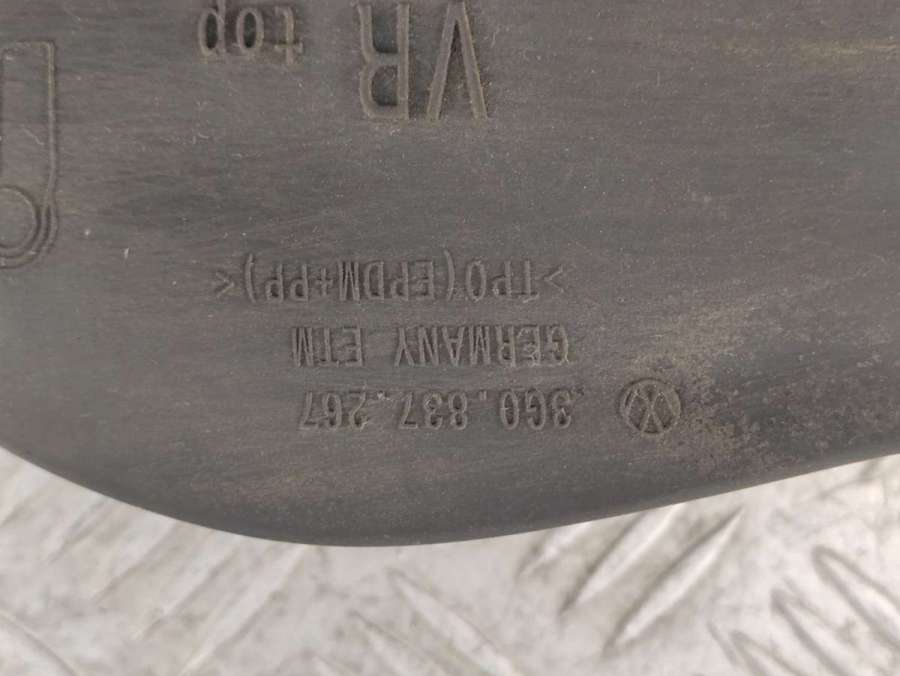 3G0.837.267
GERMANY ETM
>TPO(EPDM+PP)<
VR
top